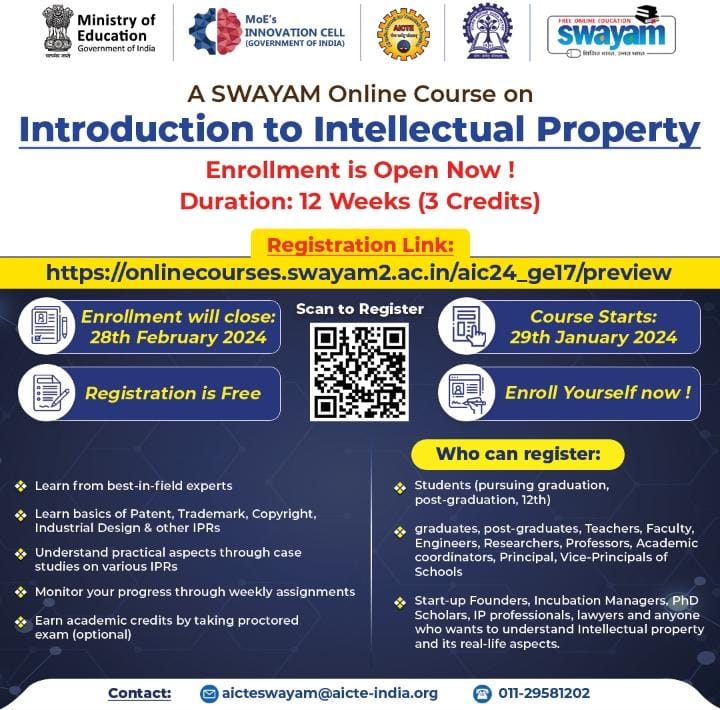 Ministry of
Education
Government of India
सत्यमेव जयते
MoE's
INNOVATION CELL
(GOVERNMENT OF INDIA)
AICTE
FREE ONLINE EDUCATION
swayam
शिक्षित भारत, उन्नत भारत
A SWAYAM Online Course on
Introduction to Intellectual Property
Enrollment is Open Now !
Duration: 12 Weeks (3 Credits)
Registration Link:
https://onlinecourses.swayam2.ac.in/aic24_ge17/preview
Enrollment will close:
28th February 2024
Scan to Register
Course Starts:
29th January 2024
Registration is Free
Enroll Yourself now !
Learn from best-in-field experts
Learn basics of Patent, Trademark, Copyright,
Industrial Design & other IPRs
Understand practical aspects through case
studies on various IPRs
Monitor your progress through weekly assignments
Earn academic credits by taking proctored
exam (optional)
Who can register:
Students (pursuing graduation,
post-graduation, 12th)
graduates, post-graduates, Teachers, Faculty,
Engineers, Researchers, Professors, Academic
coordinators, Principal, Vice-Principals of
Schools
Start-up Founders, Incubation Managers, PhD
Scholars, IP professionals, lawyers and anyone
who wants to understand Intellectual property
and its real-life aspects.
Contact: aicteswayam@aicte-india.org 011-29581202